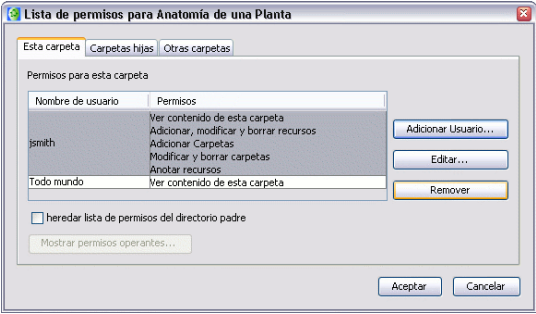 Lista de permisos para Anatomía de una Planta
Esta carpeta Carpetas hijas Otras carpetas
Permisos para esta carpeta
Nombre de usuario Permisos
Ver contenido de esta carpeta
Adicionar, modificar y borrar recursos
jsmith Adicionar Carpetas
Modificar y borrar carpetas
Anotar recursos
Todo mundo Ver contenido de esta carpeta
Adicionar Usuario...
Editar...
Remover
heredar lista de permisos del directorio padre
Mostrar permisos operantes...
Aceptar Cancelar